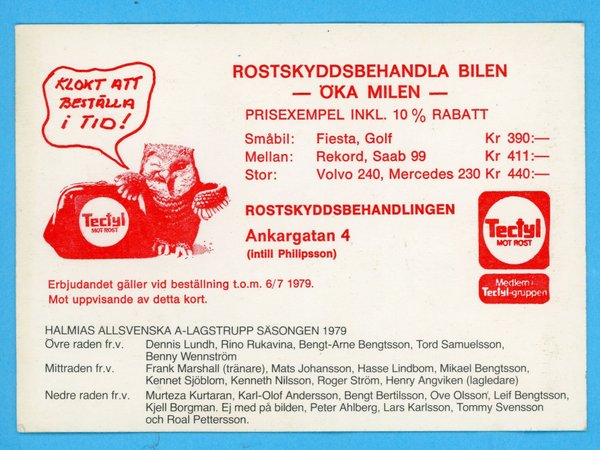 KLOKT ATT
BESTÄLLA
i TID!
ROSTSKYDDSBEHANDLA BILEN
— ÖKA MILEN —
PRISEXEMPEL INKL. 10 % RABATT
Småbil: Fiesta, Golf Kr 390:—
Mellan: Rekord, Saab 99 Kr 411:—
Stor: Volvo 240, Mercedes 230 Kr 440:—
Tectyl
MOT ROST
ROSTSKYDDSBEHANDLINGEN
Ankargatan 4
(intill Philipsson)
Tectyl
MOT ROST
Medlem i
Tectyl-gruppen
Erbjudandet gäller vid beställning t.o.m. 6/7 1979.
Mot uppvisande av detta kort.
HALMIAS ALLSVENSKA A-LAGSTRUPP SÄSONGEN 1979
Övre raden fr.v. Dennis Lundh, Rino Rukavina, Bengt-Arne Bengtsson, Tord Samuelsson,
Benny Wennström
Mittraden fr.v. Frank Marshall (tränare), Mats Johansson, Hasse Lindbom, Mikael Bengtsson,
Kennet Sjöblom, Kenneth Nilsson, Roger Ström, Henry Angviken (lagledare)
Nedre raden fr.v. Murteza Kurtaran, Karl-Olof Andersson, Bengt Bertilsson, Ove Olsson, Leif Bengtsson,
Kjell Borgman. Ej med på bilden, Peter Ahlberg, Lars Karlsson, Tommy Svensson
och Roal Pettersson.